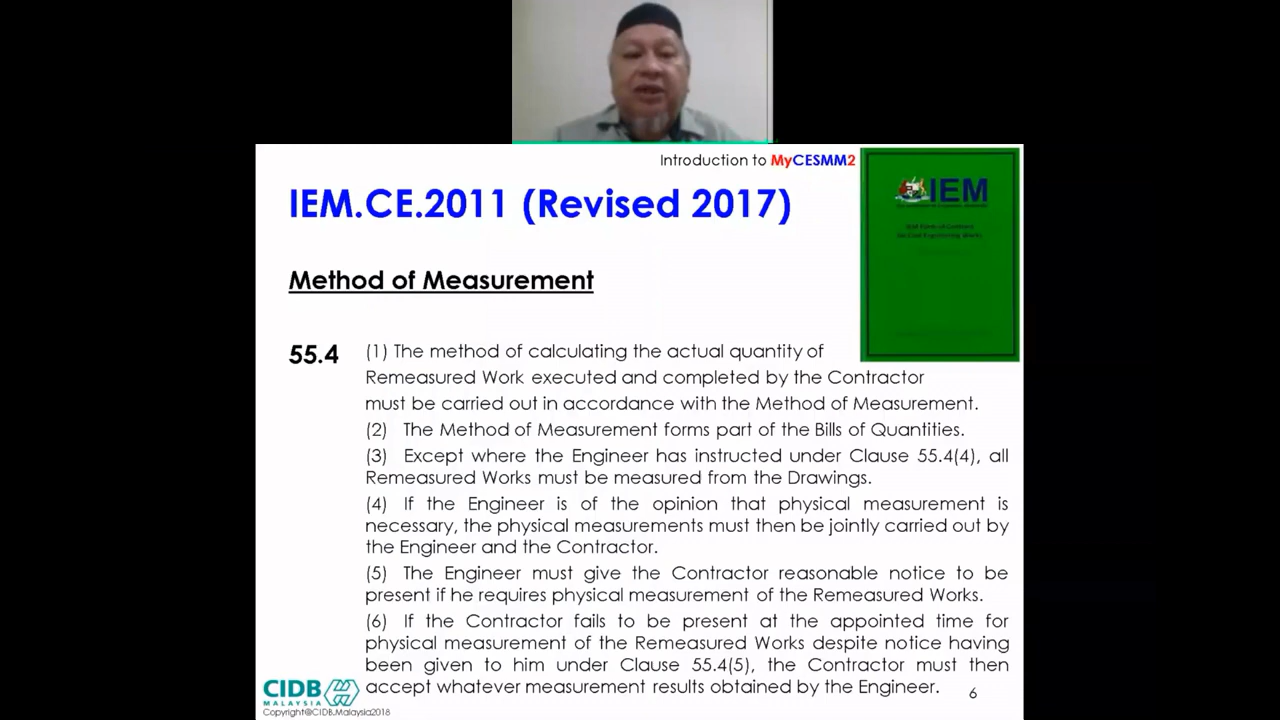 Introduction to MyCESMM2
IEM.CE.2011 (Revised 2017)
IEM
Method of Measurement
55.4
(1) The method of calculating the actual quantity of
Remeasured Work executed and completed by the Contractor
must be carried out in accordance with the Method of Measurement.
(2) The Method of Measurement forms part of the Bills of Quantities.
(3) Except where the Engineer has instructed under Clause 55.4(4), all
Remeasured Works must be measured from the Drawings.
(4) If the Engineer is of the opinion that physical measurement is
necessary, the physical measurements must then be jointly carried out by
the Engineer and the Contractor.
(5) The Engineer must give the Contractor reasonable notice to be
present if he requires physical measurement of the Remeasured Works.
(6) If the Contractor fails to be present at the appointed time for
physical measurement of the Remeasured Works despite notice having
been given to him under Clause 55.4(5), the Contractor must then
accept whatever measurement results obtained by the Engineer.
6
CIDB
MALAYSIA
Copyright@CIDB.Malaysia2018